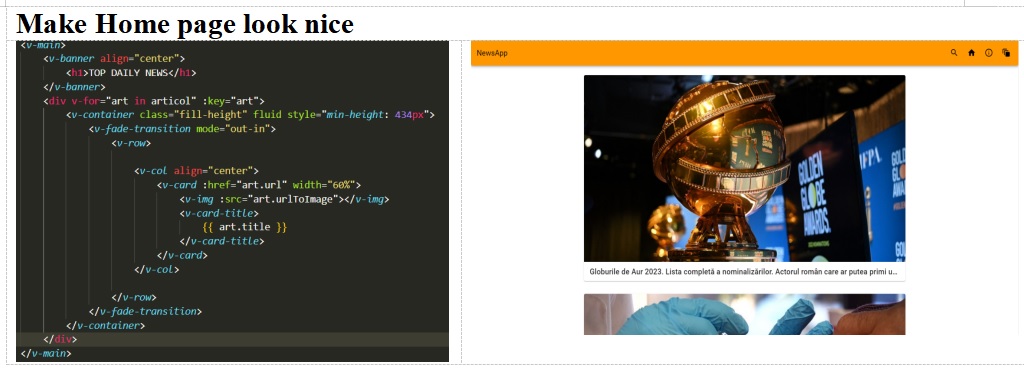 Make Home page look nice
<v-main>
<v-banner align="center">
<h1>TOP DAILY NEWS</h1>
</v-banner>
<div v-for="art in articol" :key="art">
<v-container class="fill-height" fluid style="min-height: 434px">
<v-fade-transition mode="out-in">
<v-row>
<v-col align="center">
<v-card :href="art.url" width="60%">
<v-img :src="art.urlToImage"></v-img>
<v-card-title>
{{ art.title }}
</v-card-title>
</v-card>
</v-col>
</v-row>
</v-fade-transition>
</v-container>
</div>
</v-main>
NewsApp
GOLDEN
GLOBE
AWARDS.
HFPA
Globurile de Aur 2023. Lista completă a nominalizărilor. Actorul român care ar putea primi u...